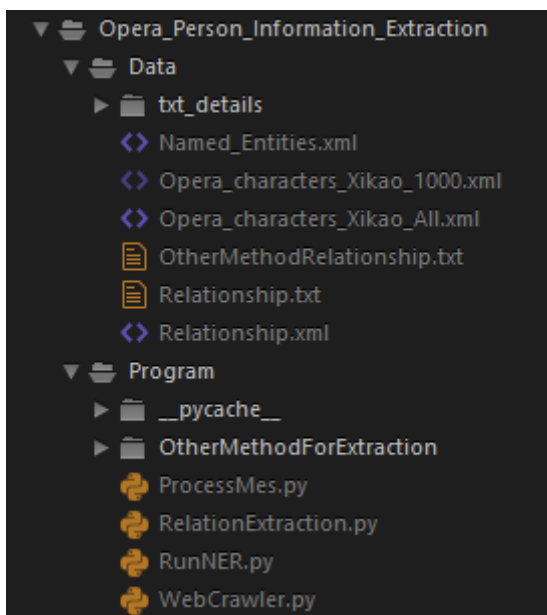 Opera_Person_Information_Extraction
Data
txt_details
Named_Entities.xml
Opera_characters_Xikao_1000.xml
Opera_characters_Xikao_All.xml
OtherMethodRelationship.txt
Relationship.txt
Relationship.xml
Program
__pycache__
OtherMethodForExtraction
ProcessMes.py
RelationExtraction.py
RunNER.py
WebCrawler.py